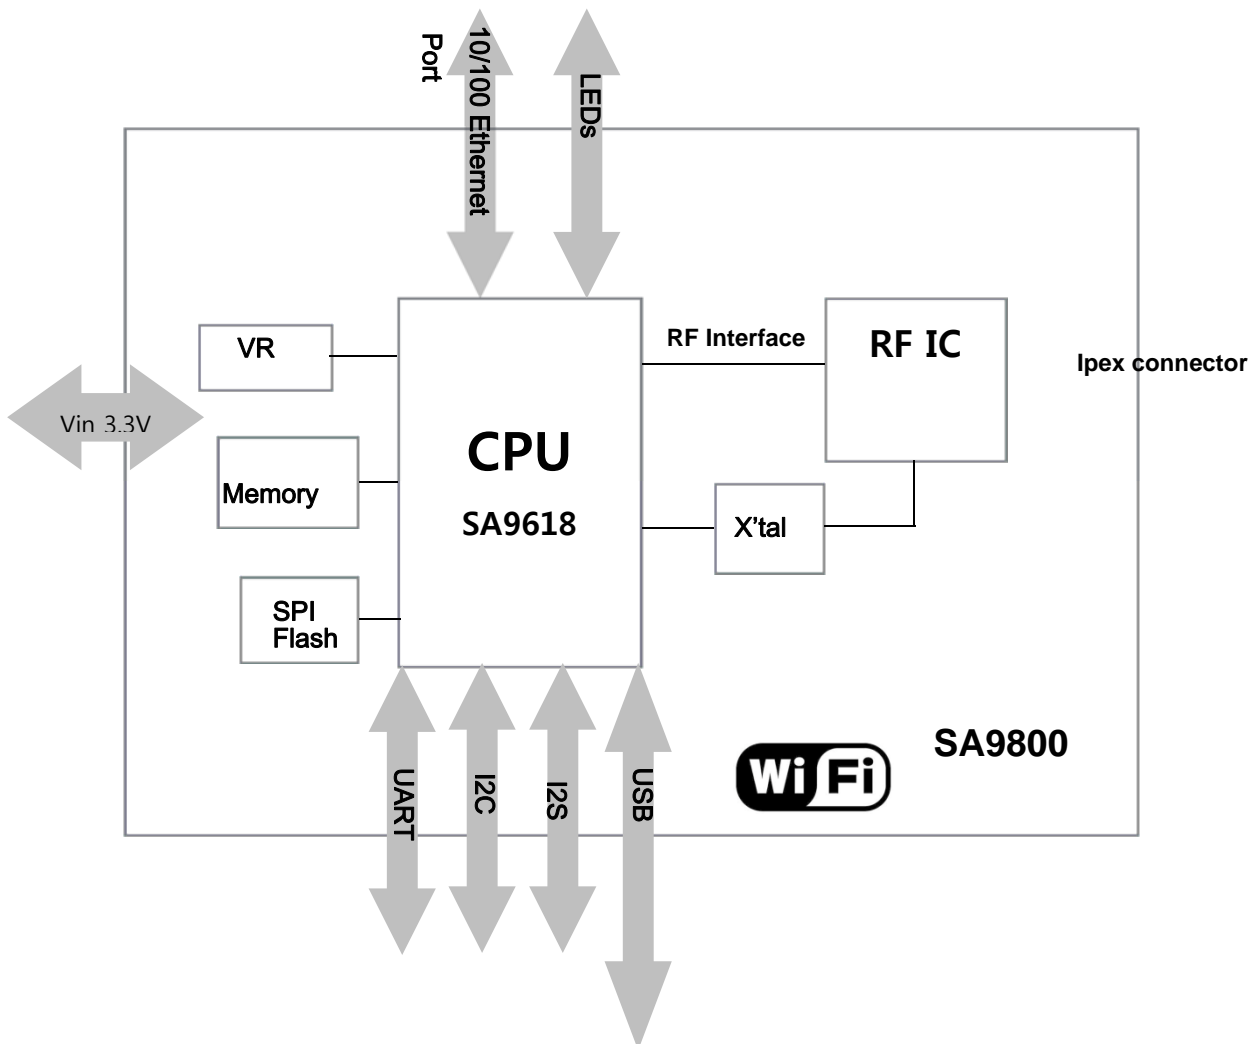 10/100 Ethernet
Port
LEDs
VR
RF Interface
RF IC
Ipex connector
Vin 3.3V
CPU
SA9618
Memory
X'tal
SPI
Flash
SA9800
WiFi
UART
I2C
I2S
USB